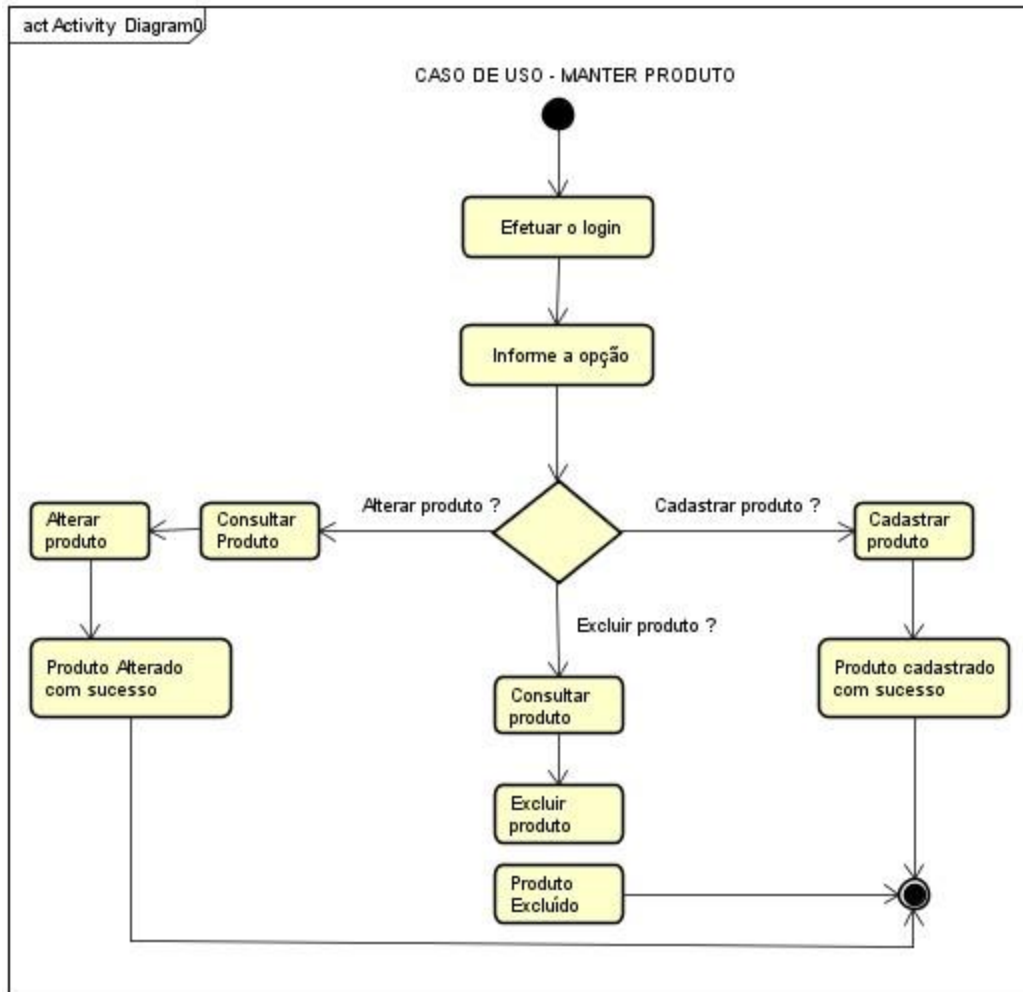 act Activity Diagram0
CASO DE USO - MANTER PRODUTO
Efetuar o login
Informe a opção
Alterar produto ?
Cadastrar produto ?
Alterar
produto
Consultar
Produto
Cadastrar
produto
Excluir produto ?
Produto Alterado
com sucesso
Consultar
produto
Produto cadastrado
com sucesso
Excluir
produto
Produto
Excluído